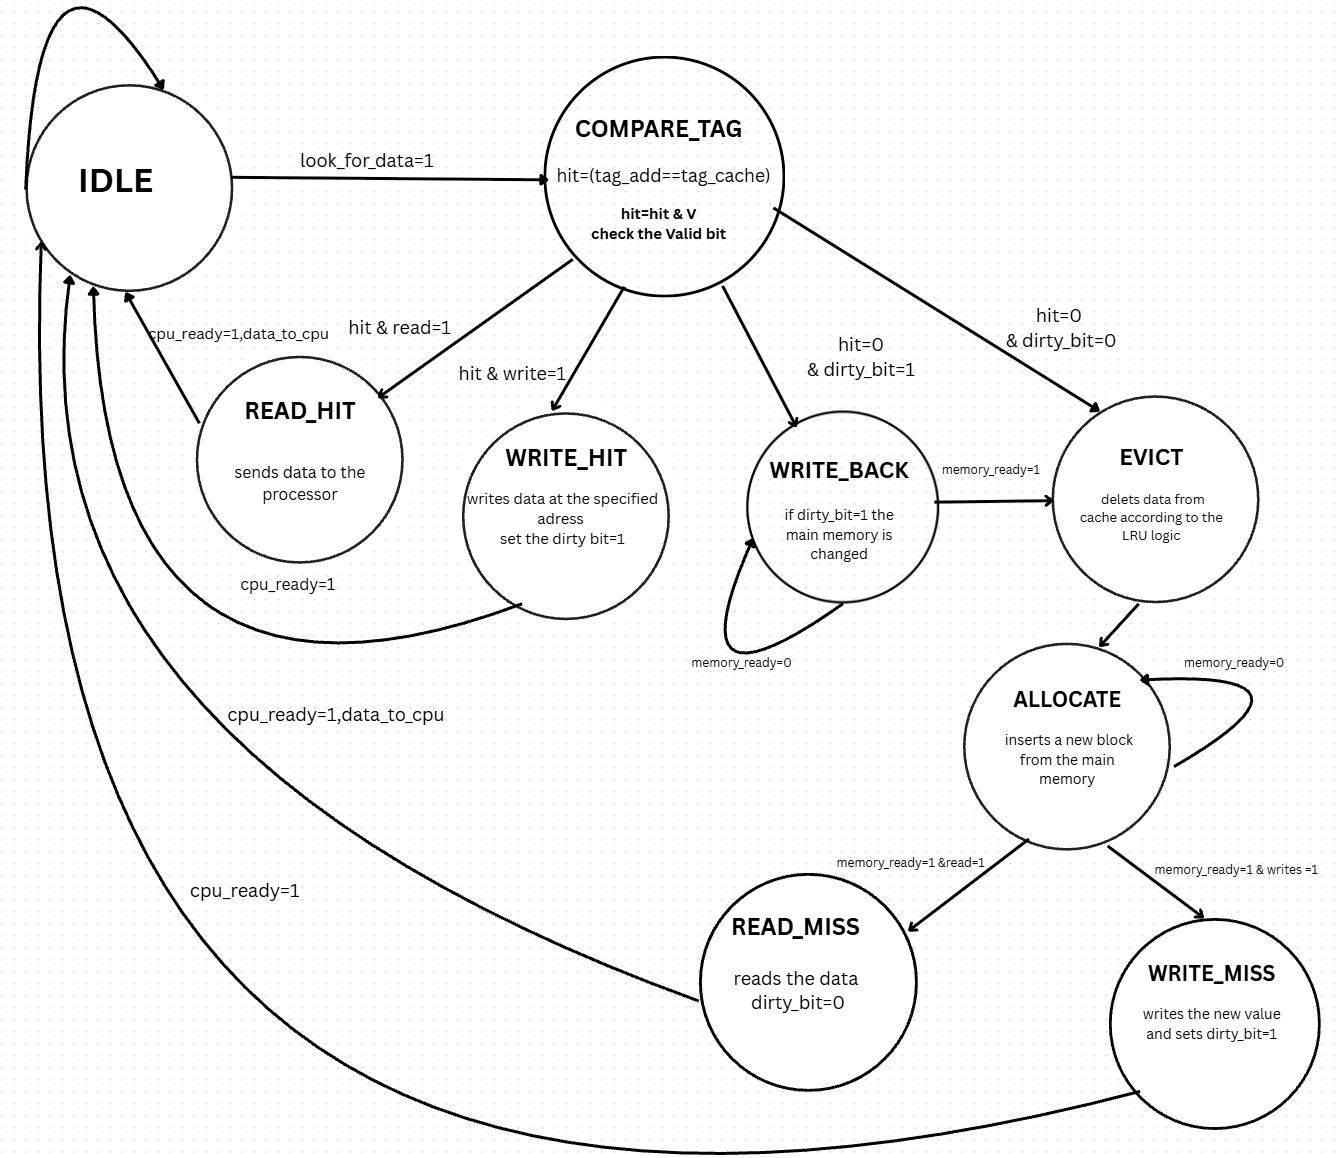 IDLE
look_for_data=1
COMPARE_TAG
hit=(tag_add==tag_cache)
hit=hit & V
check the Valid bit
hit=0
& dirty_bit=0
cpu_ready=1,data_to_cpu
hit & read=1
hit & write=1
hit=0
& dirty_bit=1
READ_HIT
sends data to the
processor
WRITE_HIT
writes data at the specified
adress
set the dirty bit=1
WRITE_BACK
if dirty_bit=1 the
main memory is
changed
memory_ready=1
EVICT
delets data from
cache according to the
LRU logic
cpu_ready=1
memory_ready=0
memory_ready=0
ALLOCATE
inserts a new block
from the main
memory
cpu_ready=1,data_to_cpu
memory_ready=1 &read=1
memory_ready=1 & writes =1
cpu_ready=1
READ_MISS
reads the data
dirty_bit=0
WRITE_MISS
writes the new value
and sets dirty_bit=1